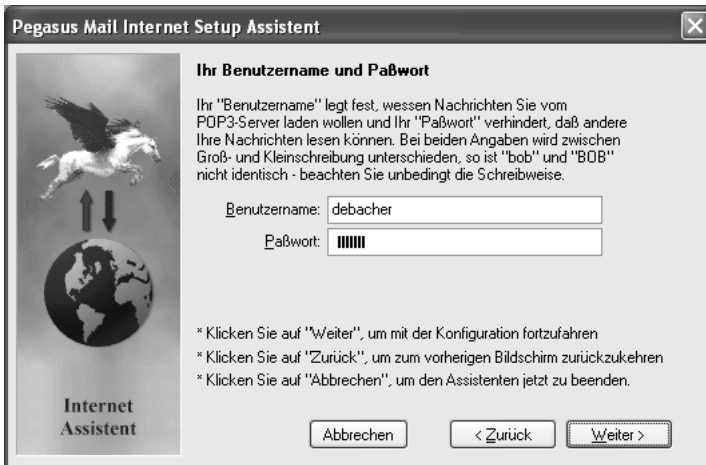 Pegasus Mail Internet Setup Assistent
Ihr Benutzername und Paßwort
Ihr "Benutzername" legt fest, wessen Nachrichten Sie vom
POP3-Server laden wollen und Ihr "Paßwort" verhindert, daß andere
Ihre Nachrichten lesen können. Bei beiden Angaben wird zwischen
Groß- und Kleinschreibung unterschieden, so ist "bob" und "BOB"
nicht identisch - beachten Sie unbedingt die Schreibweise.
Benutzername: debacher
Paßwort:
* Klicken Sie auf "Weiter", um mit der Konfiguration fortzufahren
* Klicken Sie auf "Zurück", um zum vorherigen Bildschirm zurückzukehren
* Klicken Sie auf "Abbrechen", um den Assistenten jetzt zu beenden.
Internet
Assistent
Abbrechen < Zurück Weiter >